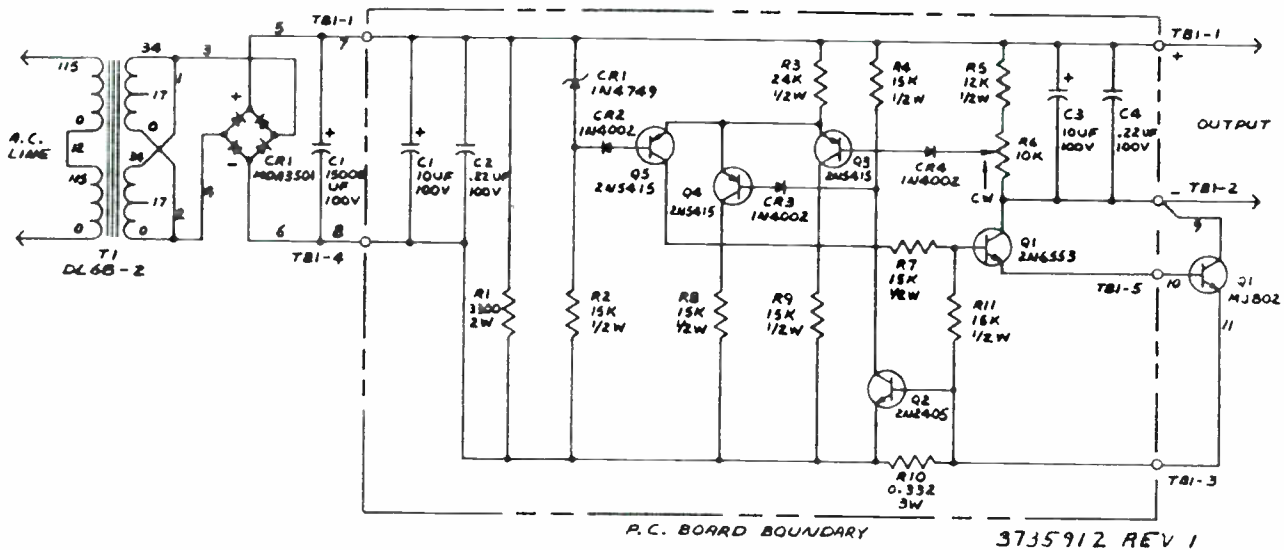 115
0
12
115
0
A.C.
LINE
34
17
0
34
17
0
T1
DL6B-2
3
1
2
4
5
6
+
-
CR1
MDA3501
+
C1
15000
UF
100V
TB1-1
7
8
TB1-4
+
C1
10UF
100V
C2
.22UF
100V
R1
3300
2W
CR1
1N4749
R2
15K
1/2W
CR2
1N4002
Q5
2N5415
Q4
2N5415
R8
15K
1/2W
CR3
1N4002
R3
24K
1/2W
Q3
2N5415
R9
15K
1/2W
R4
15K
1/2W
CR4
1N4002
R5
12K
1/2W
R6
10K
CW
R7
15K
1/2W
Q1
2N6553
R11
15K
1/2W
Q2
2N2405
R10
0.332
3W
+
C3
10UF
100V
C4
.22UF
100V
TB1-1
+
OUTPUT
-
TB1-2
9
TB1-5
10
Q1
MJ802
11
TB1-3
P.C. BOARD BOUNDARY
3735912 REV 1